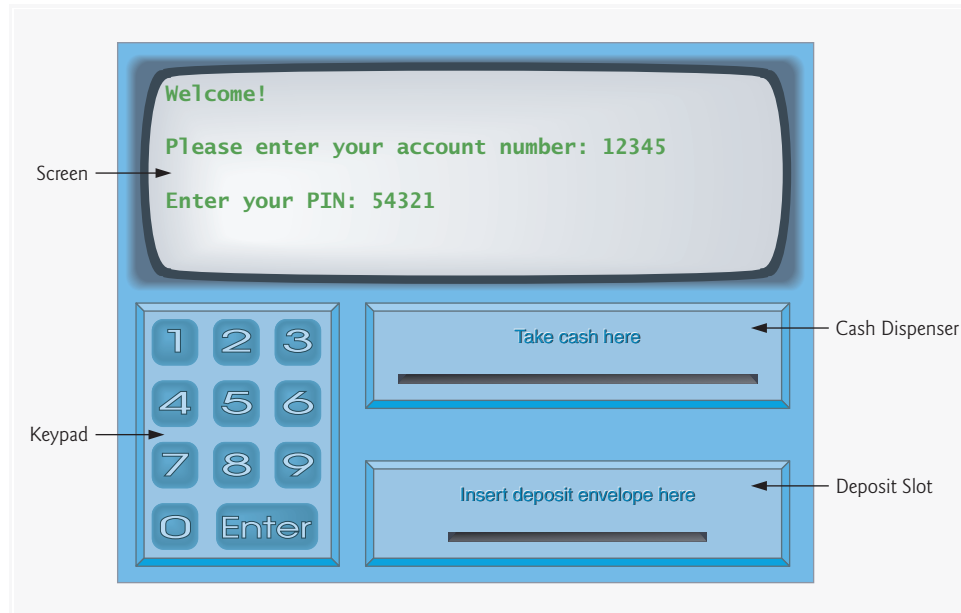 Welcome!
Please enter your account number: 12345
Enter your PIN: 54321
Screen
1 2 3
Take cash here
Cash Dispenser
4 5 6
Keypad
7 8 9
Insert deposit envelope here
Deposit Slot
0 Enter